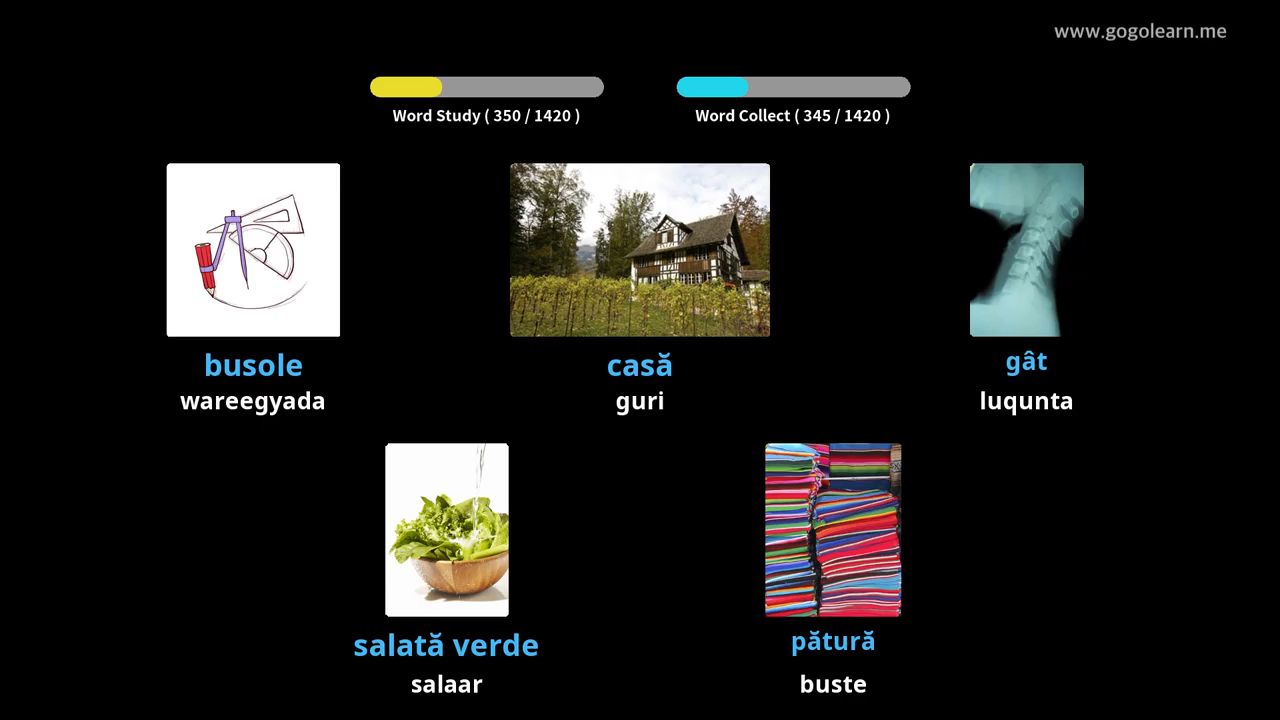 www.gogolearn.me
Word Study ( 350 / 1420 )
Word Collect ( 345 / 1420 )
busole
wareegyada
casă
guri
gât
luqunta
salată verde
salaar
pătură
buste